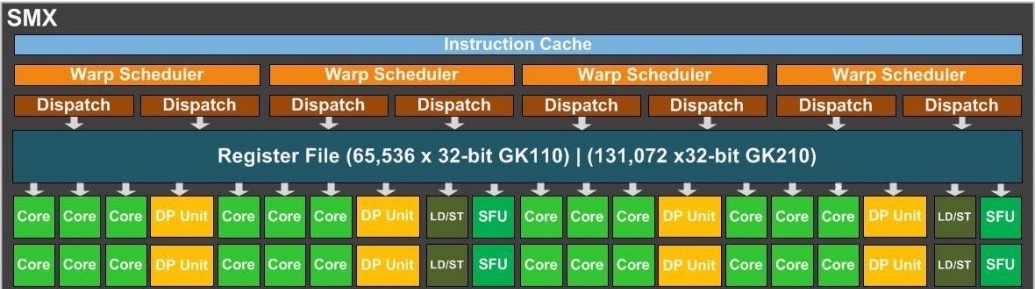 SMX
Instruction Cache
Warp Scheduler Warp Scheduler Warp Scheduler Warp Scheduler
Dispatch Dispatch Dispatch Dispatch Dispatch Dispatch Dispatch Dispatch
Register File (65,536 x 32-bit GK110) | (131,072 x32-bit GK210)
Core Core Core DP Unit Core Core Core DP Unit LD/ST SFU Core Core Core DP Unit Core Core Core DP Unit LD/ST SFU
Core Core Core DP Unit Core Core Core DP Unit LD/ST SFU Core Core Core DP Unit Core Core Core DP Unit LD/ST SFU